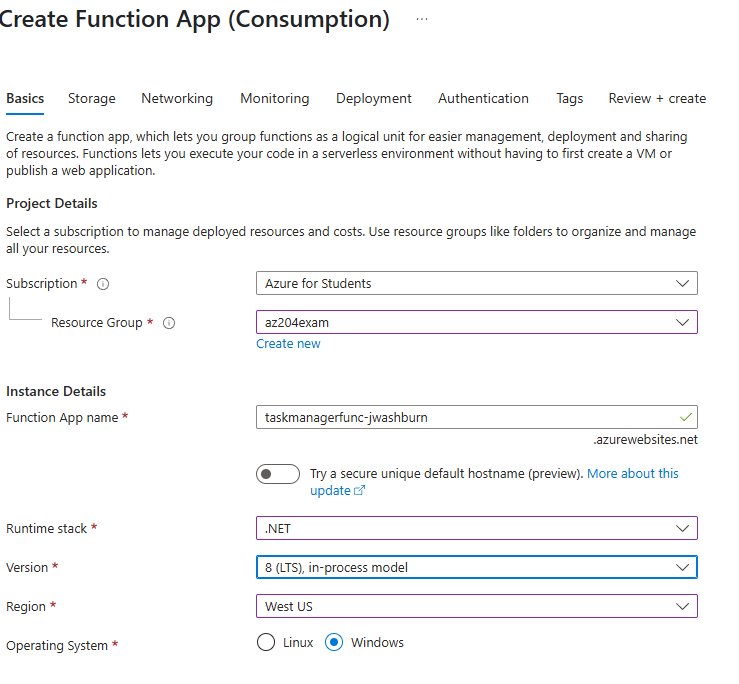 Create Function App (Consumption) ...
Basics Storage Networking Monitoring Deployment Authentication Tags Review + create
Create a function app, which lets you group functions as a logical unit for easier management, deployment and sharing
of resources. Functions lets you execute your code in a serverless environment without having to first create a VM or
publish a web application.
Project Details
Select a subscription to manage deployed resources and costs. Use resource groups like folders to organize and manage
all your resources.
Subscription * Azure for Students
Resource Group * az204exam
Create new
Instance Details
Function App name * taskmanagerfunc-jwashburn
.azurewebsites.net
Try a secure unique default hostname (preview). More about this
update
Runtime stack * .NET
Version * 8 (LTS), in-process model
Region * West US
Operating System * Linux Windows